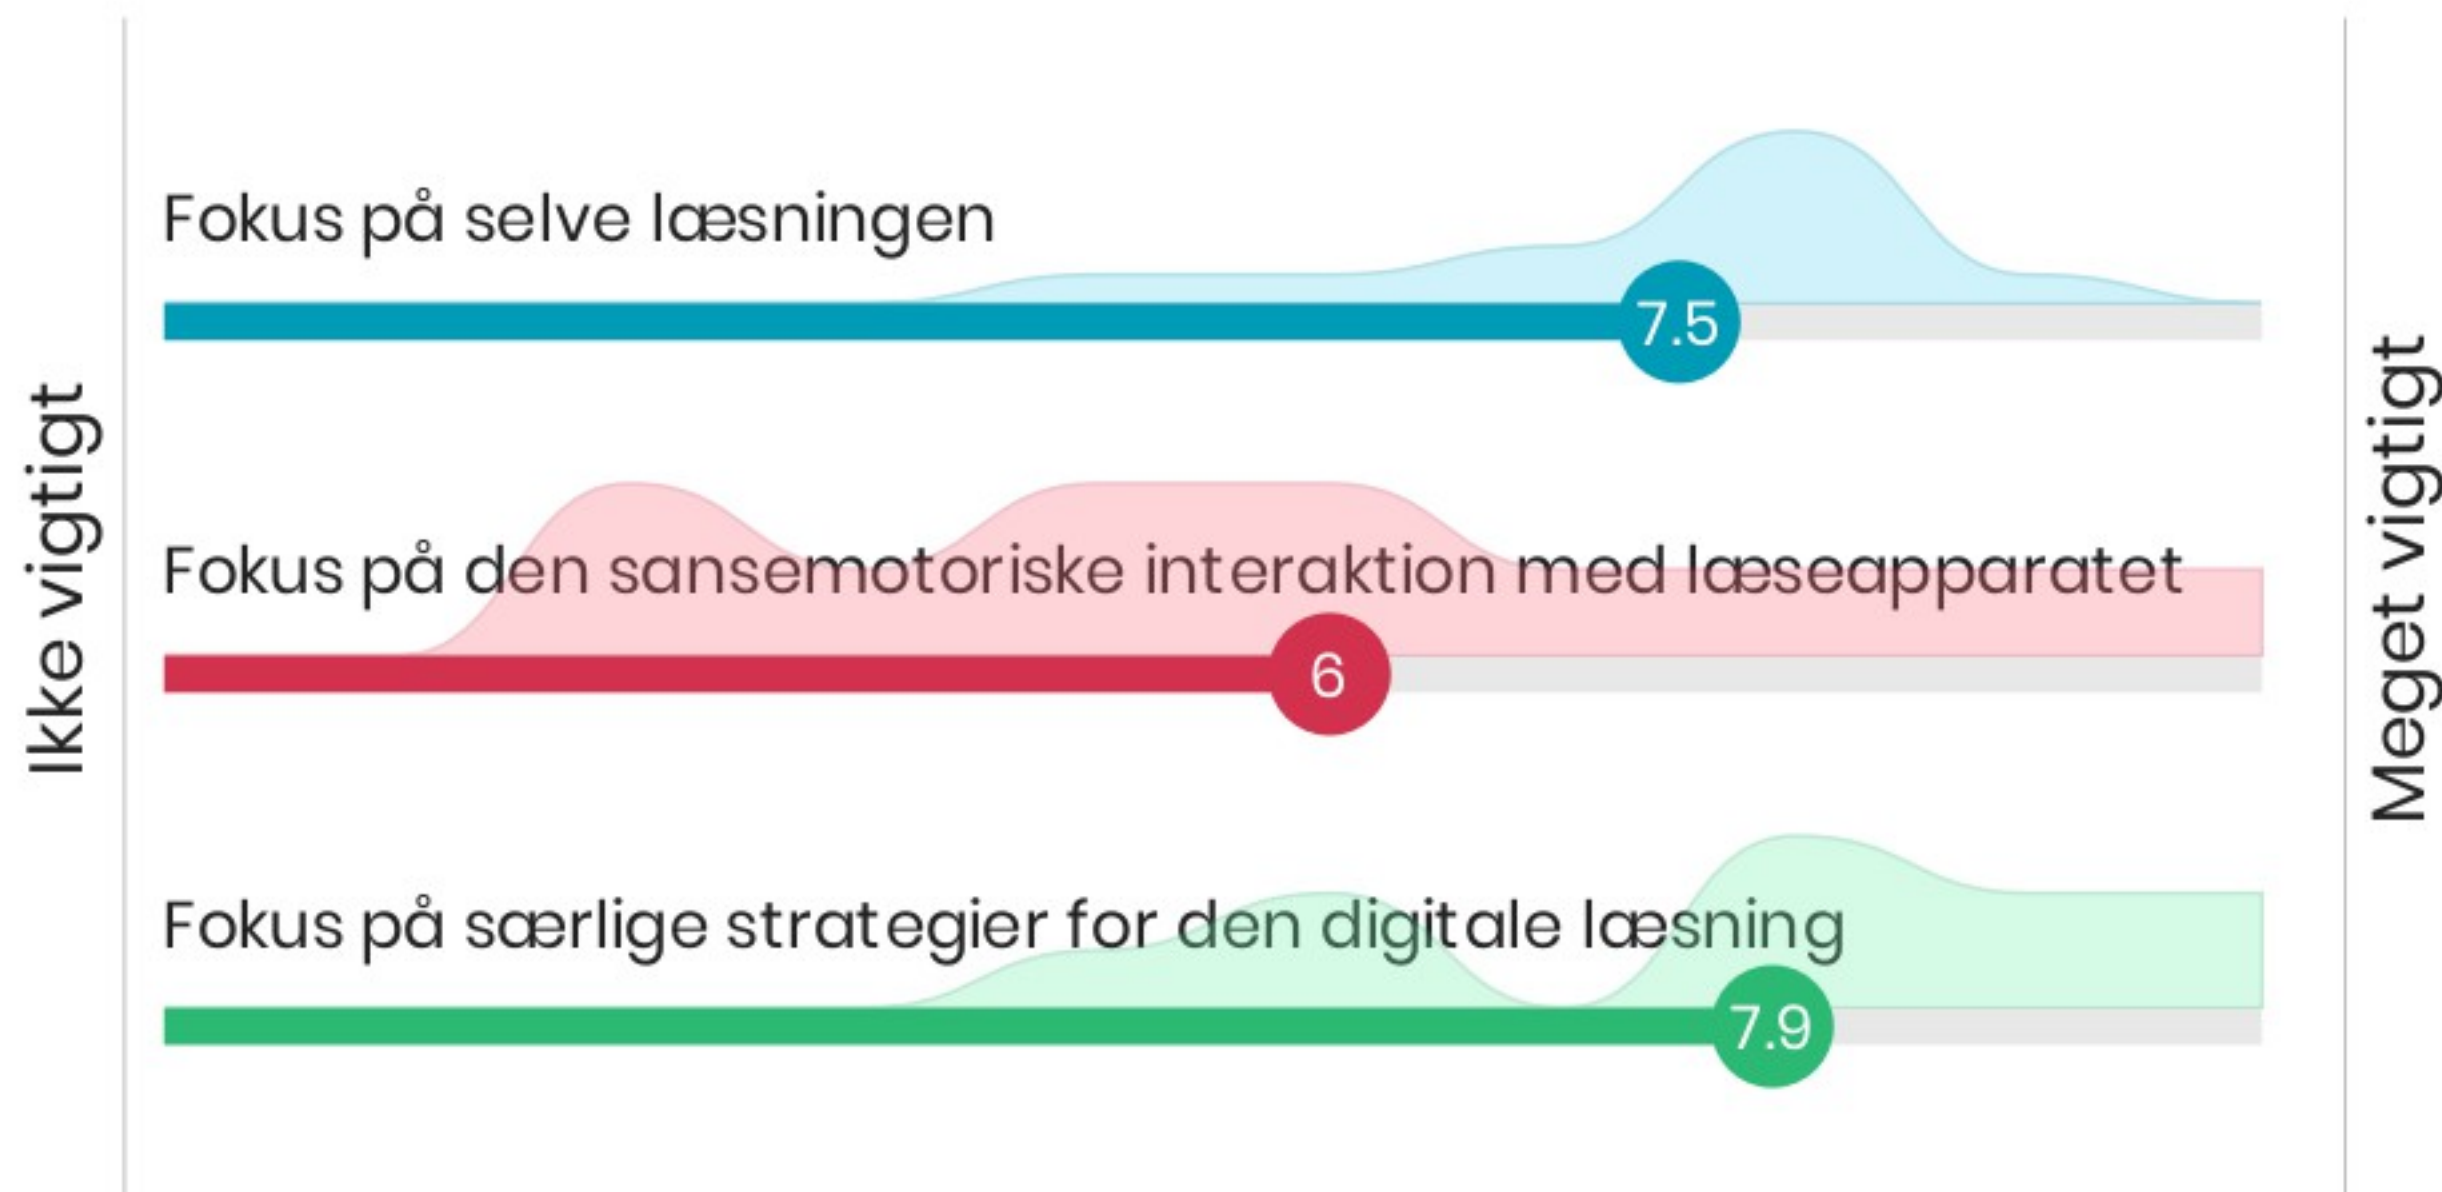 Ikke vigtigt
Fokus på selve læsningen
7.5
Fokus på den sansemotoriske interaktion med læseapparatet
6
Fokus på særlige strategier for den digitale læsning
7.9
Meget vigtigt